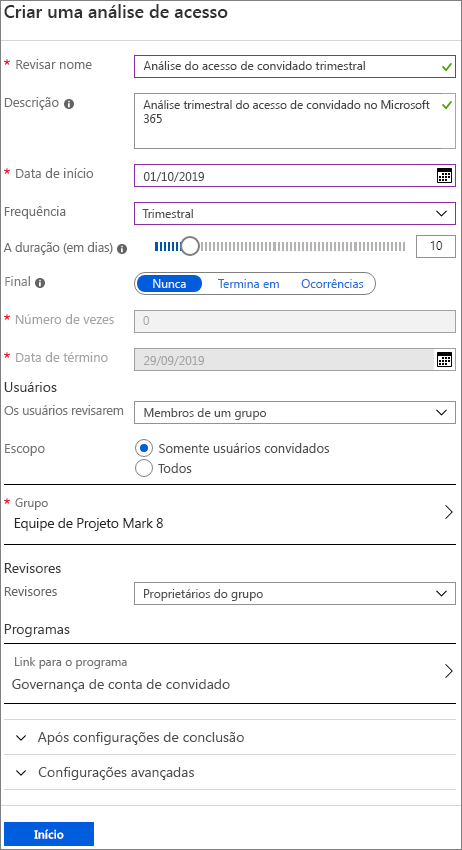 Criar uma análise de acesso
* Revisar nome
Análise do acesso de convidado trimestral
Descrição
Análise trimestral do acesso de convidado no Microsoft
365
* Data de início
01/10/2019
Frequência
Trimestral
A duração (em dias)
10
Final
Nunca Termina em Ocorrências
* Número de vezes
0
* Data de término
29/09/2019
Usuários
Os usuários revisarem
Membros de um grupo
Escopo
Somente usuários convidados
Todos
* Grupo
Equipe de Projeto Mark 8
Revisores
Revisores
Proprietários do grupo
Programas
Link para o programa
Governança de conta de convidado
Após configurações de conclusão
Configurações avançadas
Início